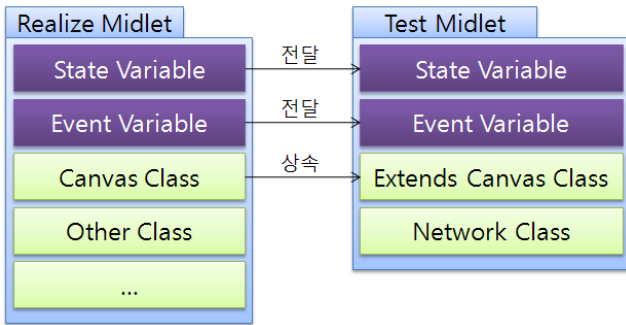 Realize Midlet
State Variable
Event Variable
Canvas Class
Other Class
...
전달
전달
상속
Test Midlet
State Variable
Event Variable
Extends Canvas Class
Network Class